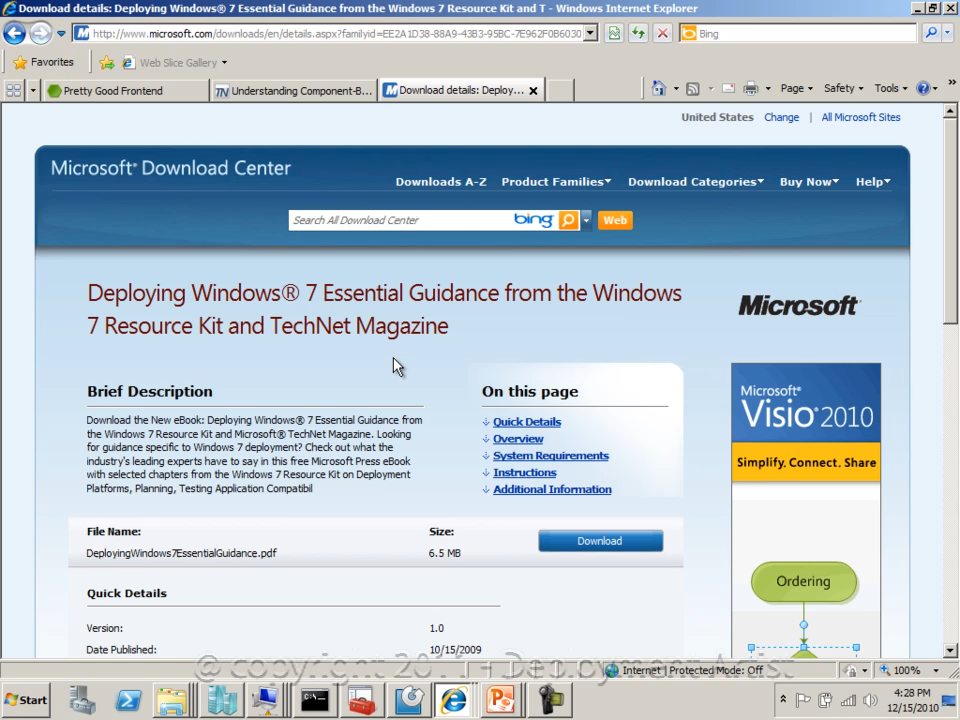 Download details: Deploying Windows® 7 Essential Guidance from the Windows 7 Resource Kit and T - Windows Internet Explorer
http://www.microsoft.com/downloads/en/details.aspx?familyid=EE2A1D38-88A9-43B3-95BC-7E962F0B6030
Bing
Favorites
Web Slice Gallery
Pretty Good Frontend
Understanding Component-B...
Download details: Deploy...
Page
Safety
Tools
United States Change | All Microsoft Sites
Microsoft® Download Center
Downloads A-Z Product Families Download Categories Buy Now Help
Search All Download Center
bing
Web
Deploying Windows® 7 Essential Guidance from the Windows
7 Resource Kit and TechNet Magazine
Microsoft
Brief Description
Download the New eBook: Deploying Windows® 7 Essential Guidance from
the Windows 7 Resource Kit and Microsoft® TechNet Magazine. Looking
for guidance specific to Windows 7 deployment? Check out what the
industry's leading experts have to say in this free Microsoft Press eBook
with selected chapters from the Windows 7 Resource Kit on Deployment
Platforms, Planning, Testing Application Compatibil
On this page
Quick Details
Overview
System Requirements
Instructions
Additional Information
Microsoft®
Visio® 2010
Simplify. Connect. Share
Ordering
File Name:
Size:
DeployingWindows7EssentialGuidance.pdf
6.5 MB
Download
Quick Details
Version:
1.0
Date Published:
10/15/2009
© copyright 2011 - Deployment Artist
Internet | Protected Mode: Off
100%
Start
4:28 PM
12/15/2010